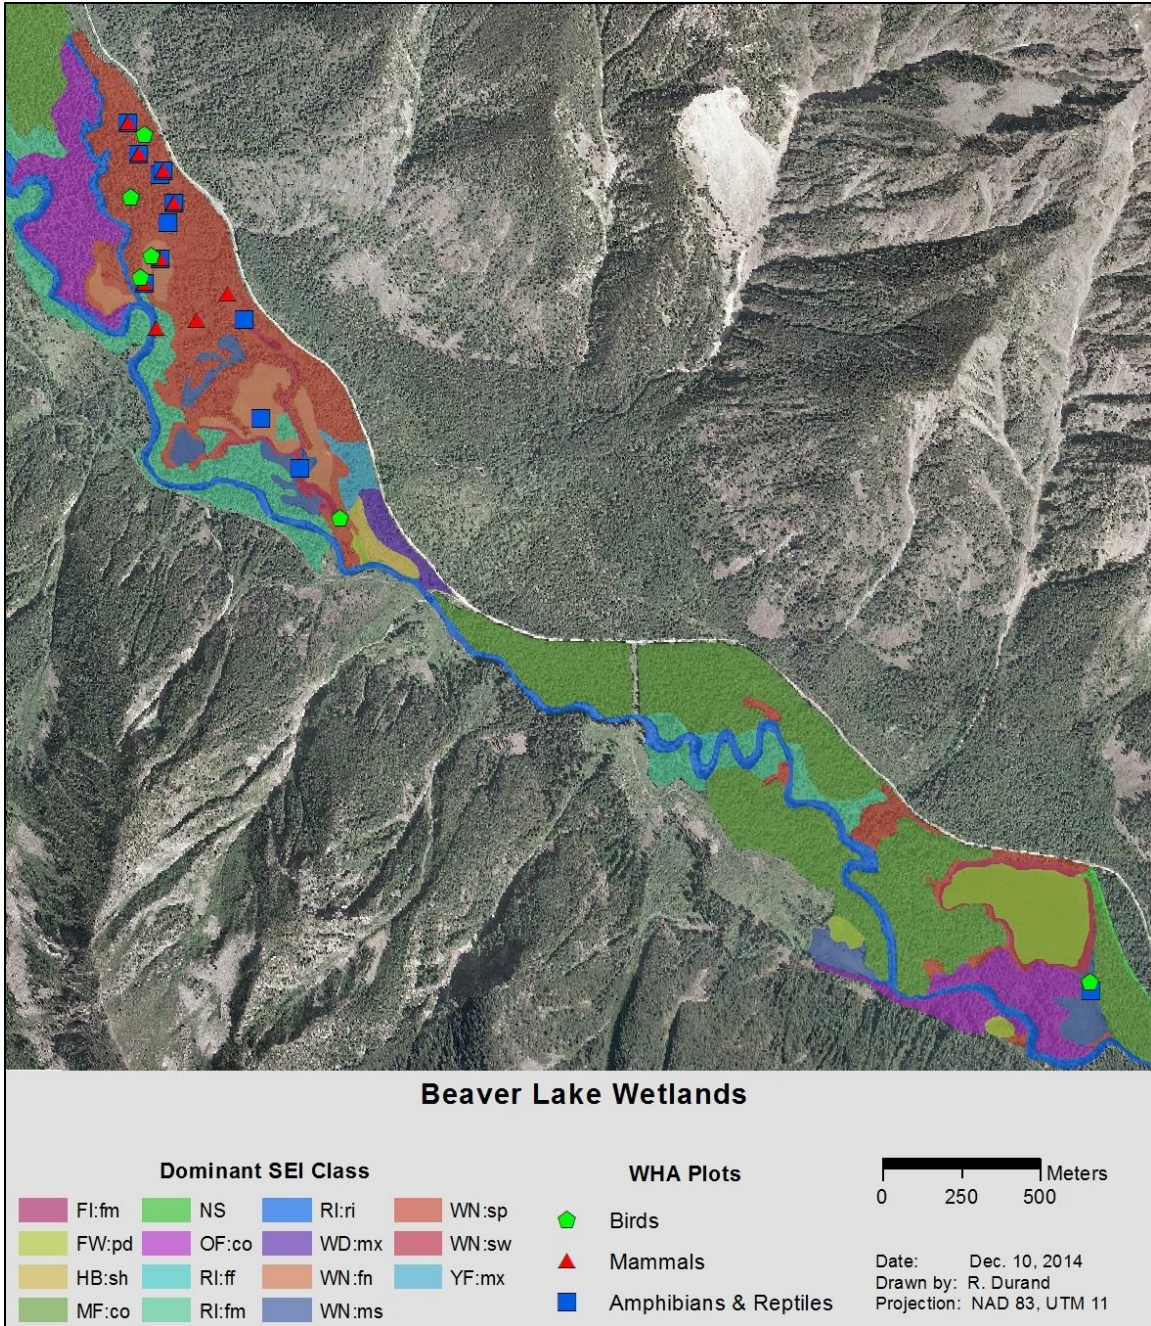 Beaver Lake Wetlands
Dominant SEI Class
FI:fm
FW:pd
HB:sh
MF:co
NS
OF:co
RI:ff
RI:fm
RI:ri
WD:mx
WN:fn
WN:ms
WN:sp
WN:sw
YF:mx
WHA Plots
Birds
Mammals
Amphibians & Reptiles
Meters
0 250 500
Date: Dec. 10, 2014
Drawn by: R. Durand
Projection: NAD 83, UTM 11